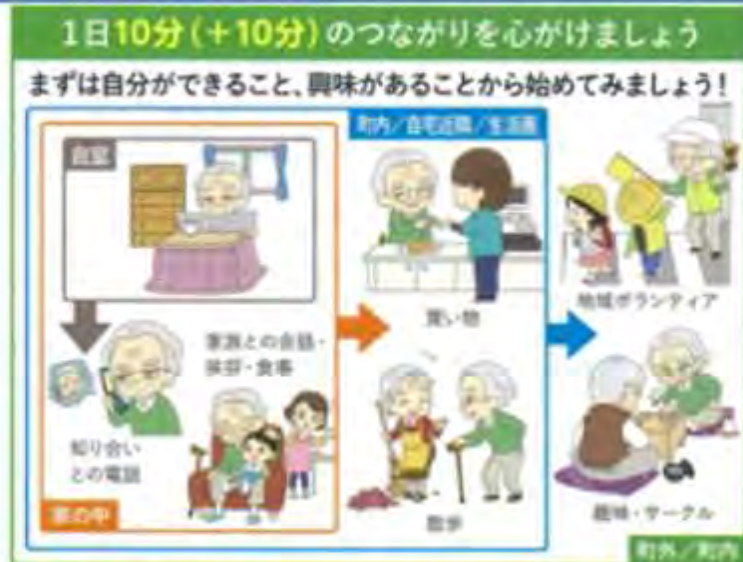 1日10分(+10分)のつながりを心がけましょう
まずは自分ができること、興味があることから始めてみましょう!
町内/自宅近隣/生活圏
自室
家族との会話・
挨拶・食事
知り合い
との電話
家の中
買い物
散歩
地域ボランティア
趣味・サークル
町外/町内